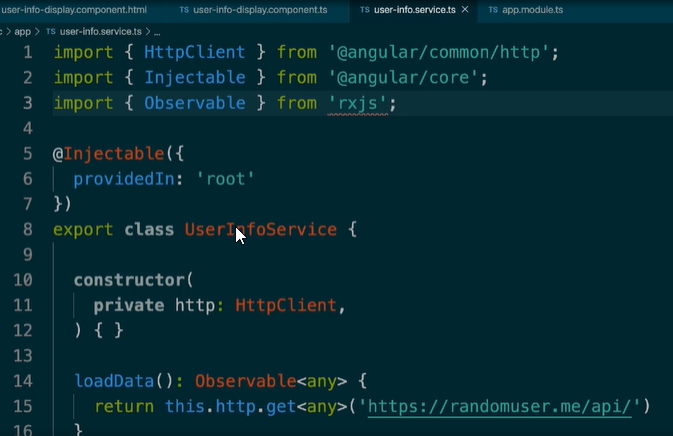 user-info-display.component.html TS user-info-display.component.ts TS user-info.service.ts × TS app.module.ts
> app > TS user-info.service.ts > ...
1 import { HttpClient } from '@angular/common/http';
2 import { Injectable } from '@angular/core';
3 import { Observable } from 'rxjs';
4
5 @Injectable({
6 providedIn: 'root'
7 })
8 export class UserInfoService {
9
10 constructor(
11 private http: HttpClient,
12 ) { }
13
14 loadData(): Observable<any> {
15 return this.http.get<any>('https://randomuser.me/api/')
16 }